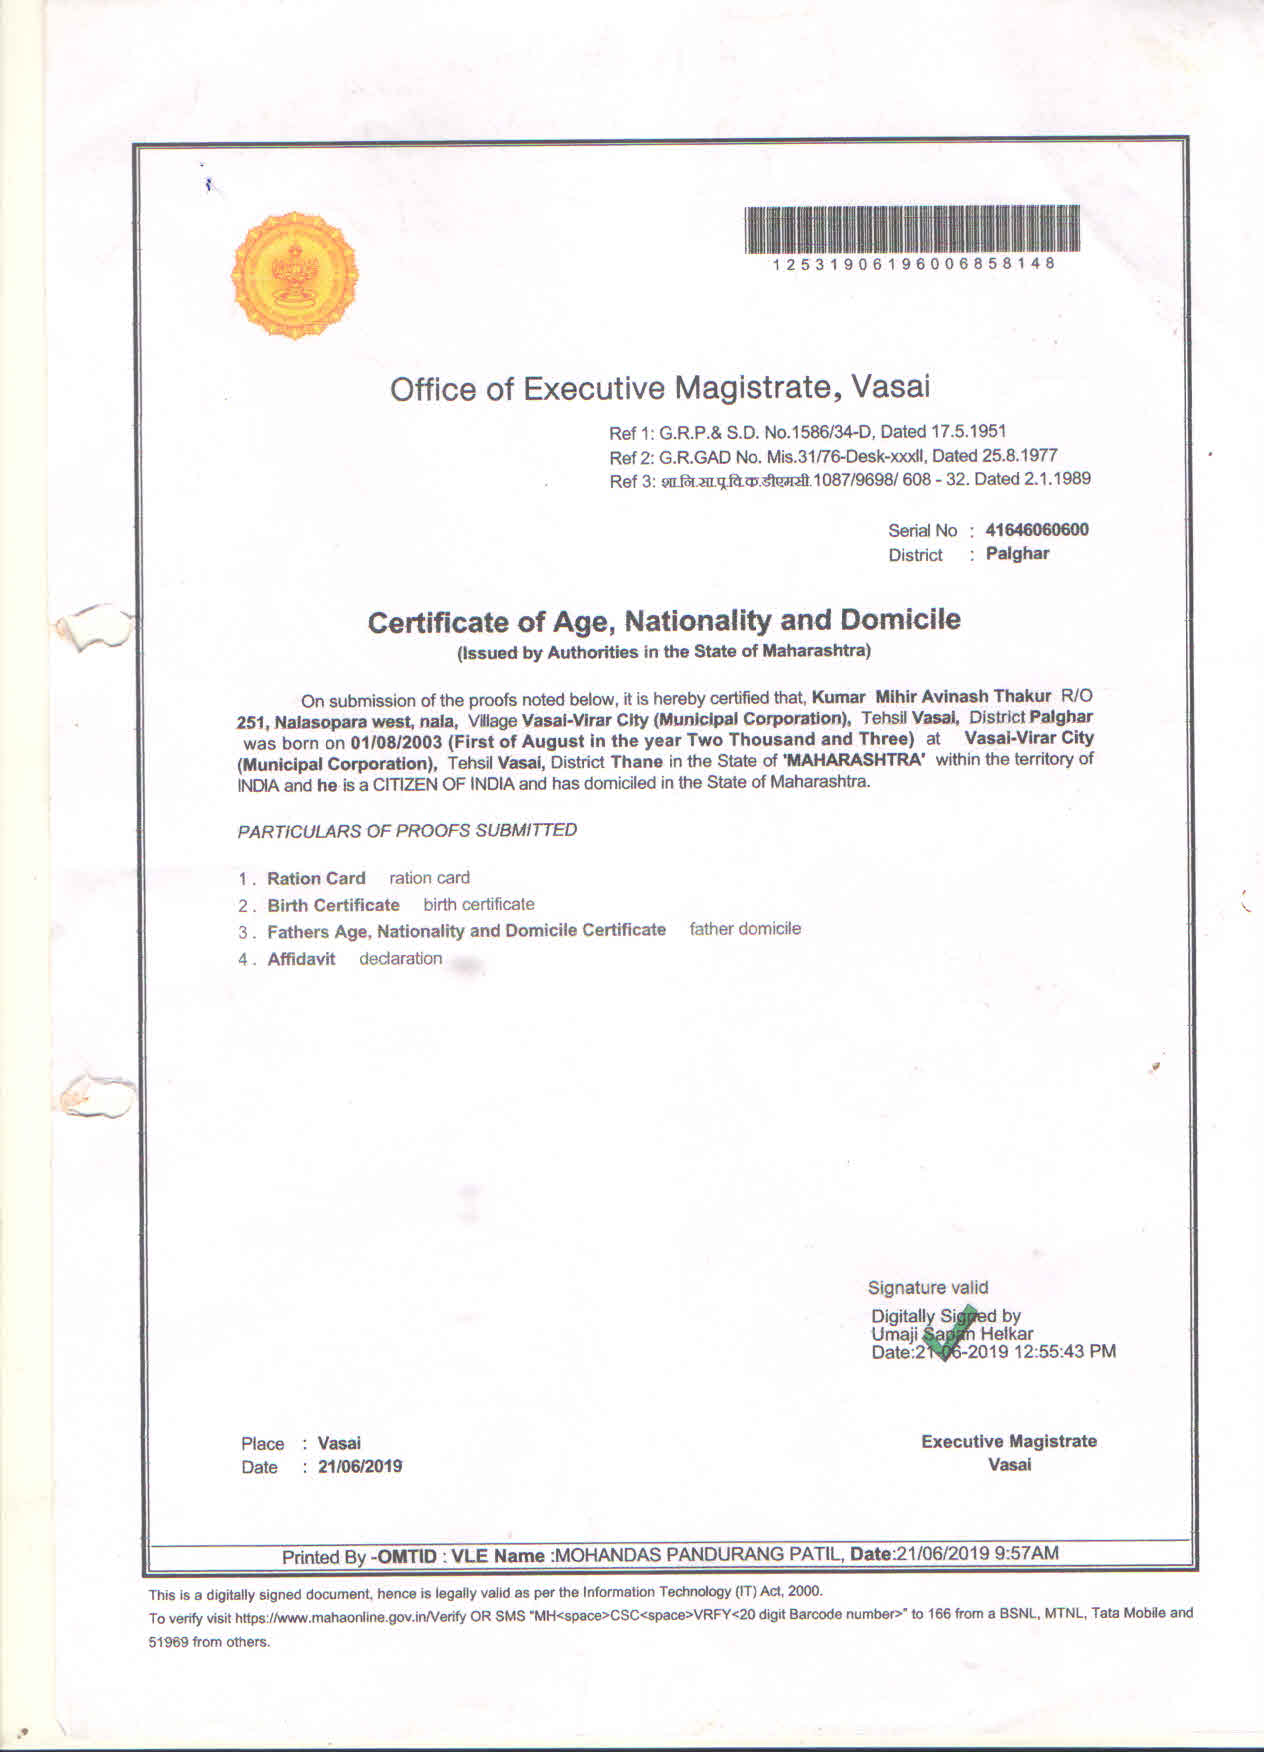 12531906196006858148
Office of Executive Magistrate, Vasai
Ref 1: G.R.P.& S.D. No.1586/34-D, Dated 17.5.1951
Ref 2: G.R.GAD No. Mis.31/76-Desk-xxxII, Dated 25.8.1977
Ref 3: शा.नि.सा.प्र.वि.क.डीएमसी.1087/9698/ 608 - 32. Dated 2.1.1989
Serial No : 41646060600
District : Palghar
Certificate of Age, Nationality and Domicile
(Issued by Authorities in the State of Maharashtra)
On submission of the proofs noted below, it is hereby certified that, Kumar Mihir Avinash Thakur R/O
251, Nalasopara west, nala, Village Vasai-Virar City (Municipal Corporation), Tehsil Vasai, District Palghar
was born on 01/08/2003 (First of August in the year Two Thousand and Three) at Vasai-Virar City
(Municipal Corporation), Tehsil Vasai, District Thane in the State of 'MAHARASHTRA' within the territory of
INDIA and he is a CITIZEN OF INDIA and has domiciled in the State of Maharashtra.
PARTICULARS OF PROOFS SUBMITTED
1 . Ration Card ration card
2 . Birth Certificate birth certificate
3 . Fathers Age, Nationality and Domicile Certificate father domicile
4 . Affidavit declaration
Signature valid
Digitally Signed by
Umaji Sapan Helkar
Date:21-06-2019 12:55:43 PM
Place : Vasai
Date : 21/06/2019
Executive Magistrate
Vasai
Printed By -OMTID : VLE Name :MOHANDAS PANDURANG PATIL, Date:21/06/2019 9:57AM
This is a digitally signed document, hence is legally valid as per the Information Technology (IT) Act, 2000.
To verify visit https://www.mahaonline.gov.in/Verify OR SMS "MH<space>CSC<space>VRFY<20 digit Barcode number>" to 166 from a BSNL, MTNL, Tata Mobile and
51969 from others.